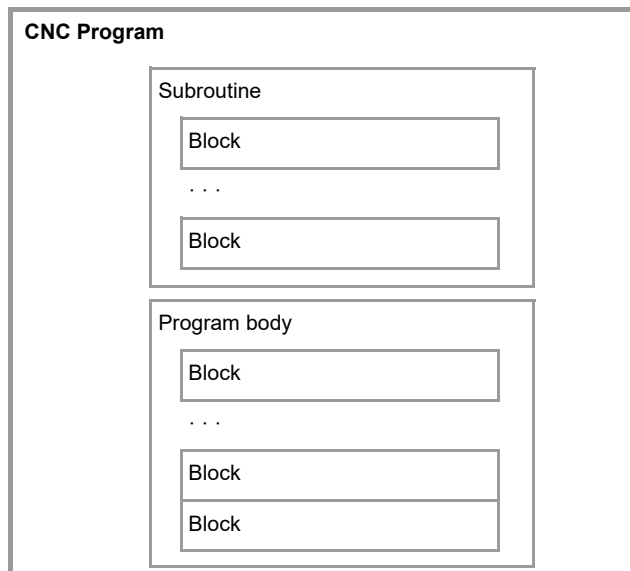 CNC Program
Subroutine
Block
. . .
Block
Program body
Block
. . .
Block
Block